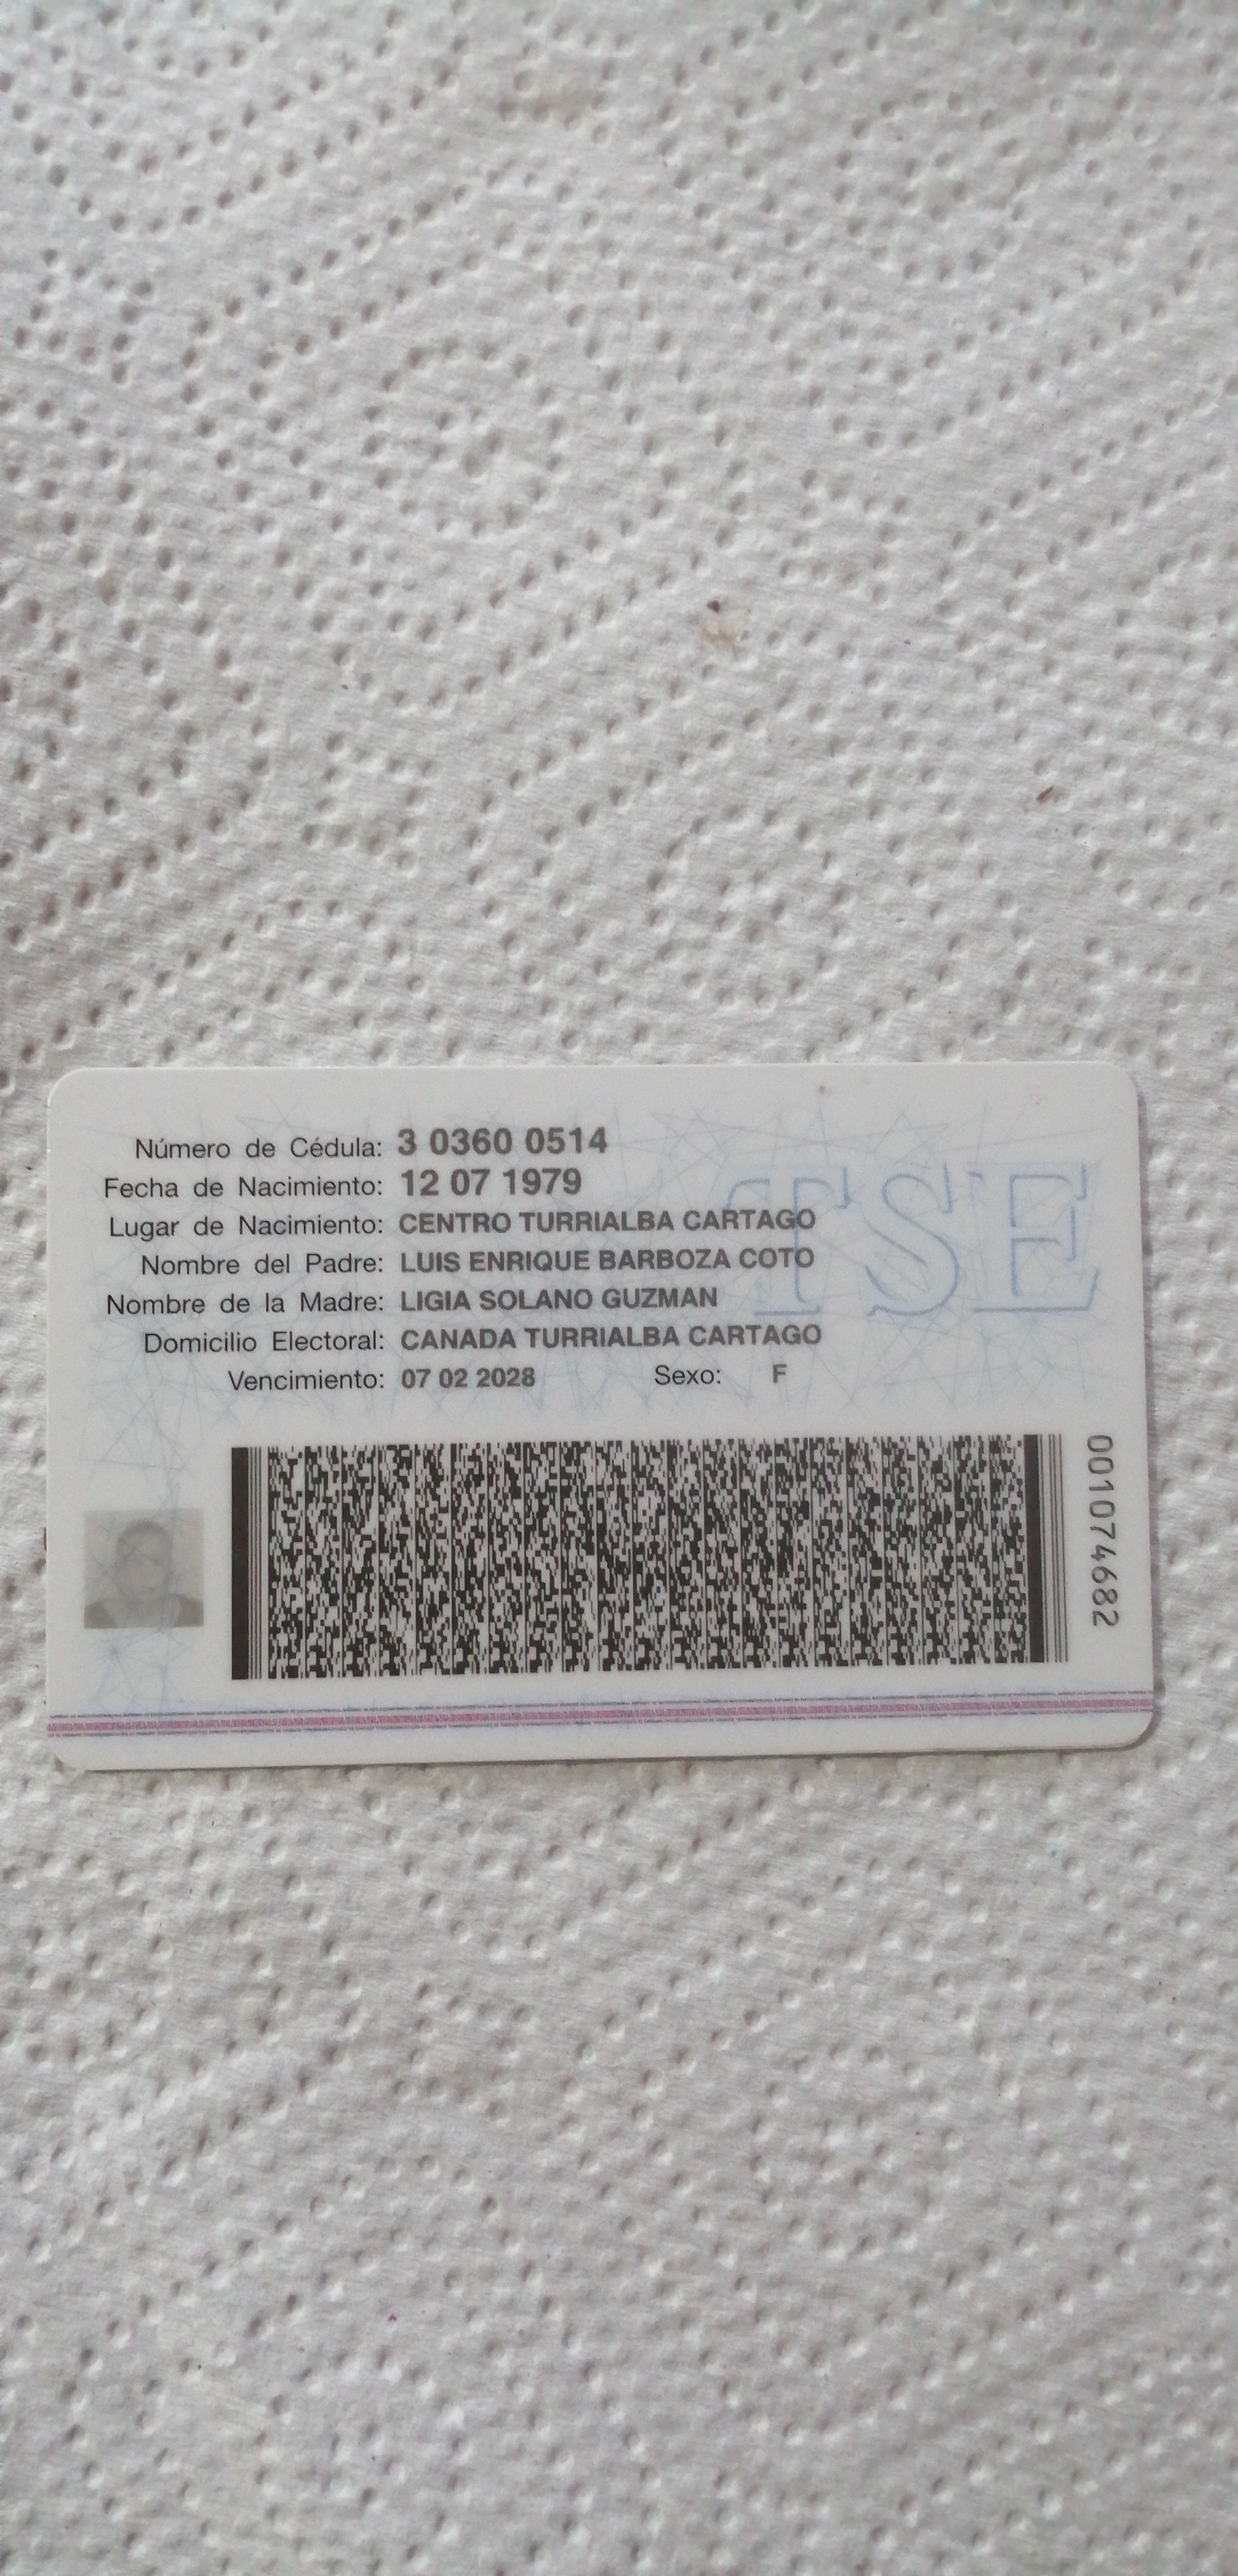 Número de Cédula: 3 0360 0514
Fecha de Nacimiento: 12 07 1979
Lugar de Nacimiento: CENTRO TURRIALBA CARTAGO
Nombre del Padre: LUIS ENRIQUE BARBOZA COTO
Nombre de la Madre: LIGIA SOLANO GUZMAN
Domicilio Electoral: CANADA TURRIALBA CARTAGO
Vencimiento: 07 02 2028 Sexo: F
TSE
001074682